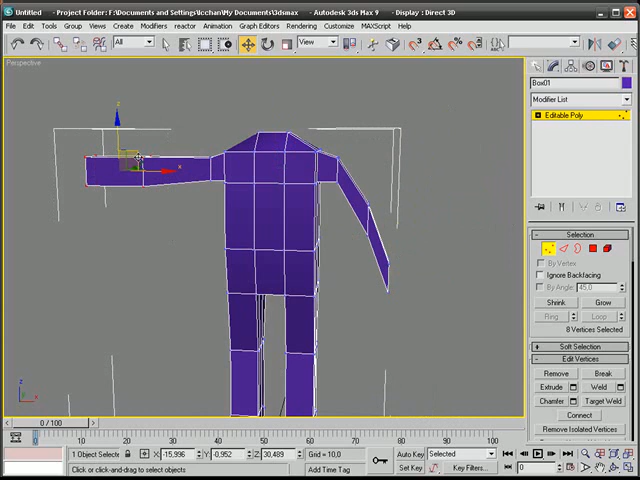 Untitled - Project Folder: F:\Documents and Settings\lcchan\My Documents\3dsmax - Autodesk 3ds Max 9 - Display : Direct 3D
File Edit Tools Group Views Create Modifiers reactor Animation Graph Editors Rendering Customize MAXScript Help
All View
Perspective
z
x
Box01
Modifier List
Editable Poly
Selection
By Vertex
Ignore Backfacing
By Angle: 45,0
Shrink Grow
Ring Loop
8 Vertices Selected
Soft Selection
Edit Vertices
Remove Break
Extrude Weld
Chamfer Target Weld
Connect
Remove Isolated Vertices
z
x
0 / 100
0 10 20 30 40 50 60 70 80 90 100
1 Object Selecte X: -15,996 Y: -0,952 Z: 30,489 Grid = 10,0 Auto Key Selected
Click or click-and-drag to select objects Add Time Tag Set Key Key Filters... 0